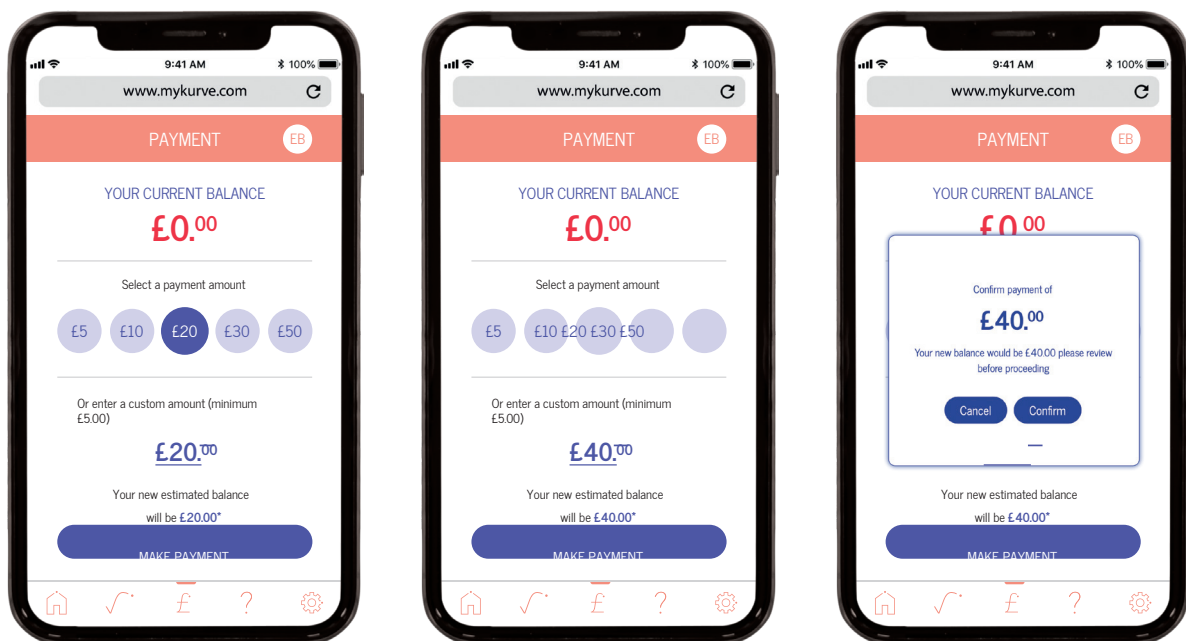 9:41 AM
100%
www.mykurve.com
PAYMENT
EB
YOUR CURRENT BALANCE
£0.00
Select a payment amount
£5 £10 £20 £30 £50
Or enter a custom amount (minimum
£5.00)
£20.00
Your new estimated balance
will be £20.00*
MAKE PAYMENT
£
?
9:41 AM
100%
www.mykurve.com
PAYMENT
EB
YOUR CURRENT BALANCE
£0.00
Select a payment amount
£5 £10 £20 £30 £50
Or enter a custom amount (minimum
£5.00)
£40.00
Your new estimated balance
will be £40.00*
MAKE PAYMENT
£
?
9:41 AM
100%
www.mykurve.com
PAYMENT
EB
YOUR CURRENT BALANCE
£0.00
Confirm payment of
£40.00
Your new balance would be £40.00 please review
before proceeding
Cancel Confirm
Your new estimated balance
will be £40.00*
MAKE PAYMENT
£
?